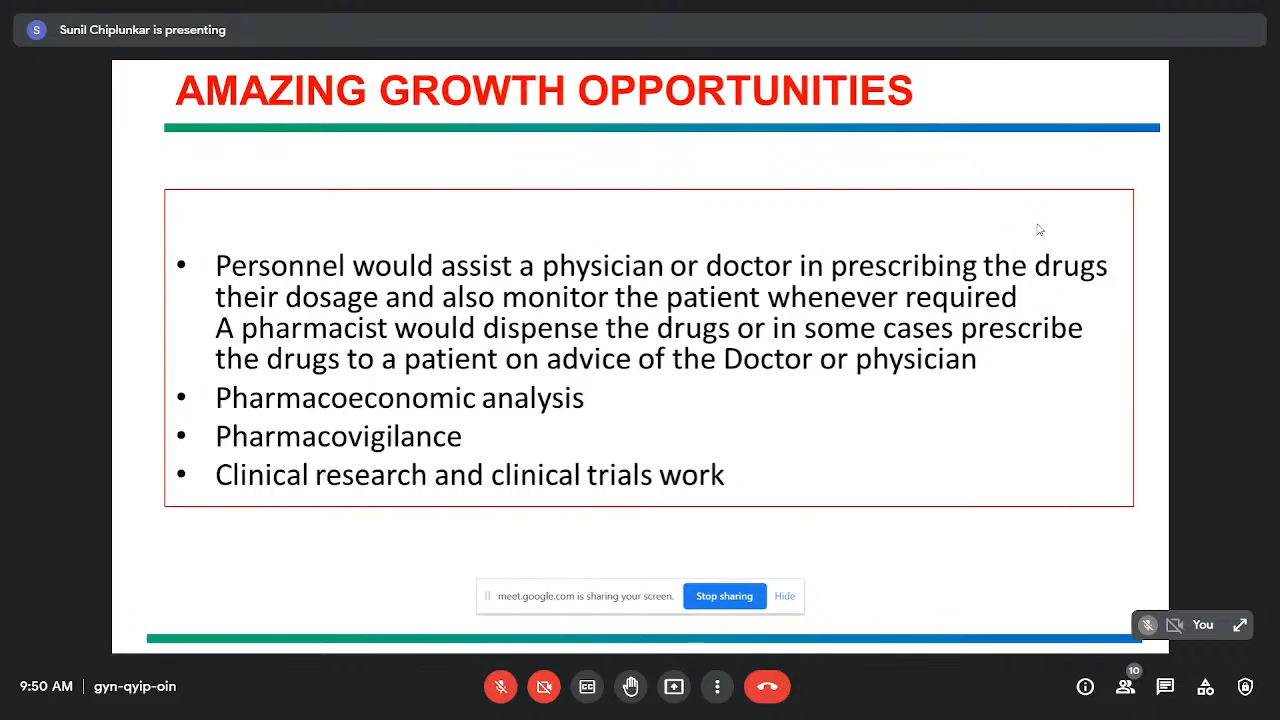 S Sunil Chiplunkar is presenting
AMAZING GROWTH OPPORTUNITIES
• Personnel would assist a physician or doctor in prescribing the drugs
their dosage and also monitor the patient whenever required
A pharmacist would dispense the drugs or in some cases prescribe
the drugs to a patient on advice of the Doctor or physician
• Pharmacoeconomic analysis
• Pharmacovigilance
• Clinical research and clinical trials work
meet.google.com is sharing your screen. Stop sharing Hide
You
9:50 AM gyn-qyip-oin
10